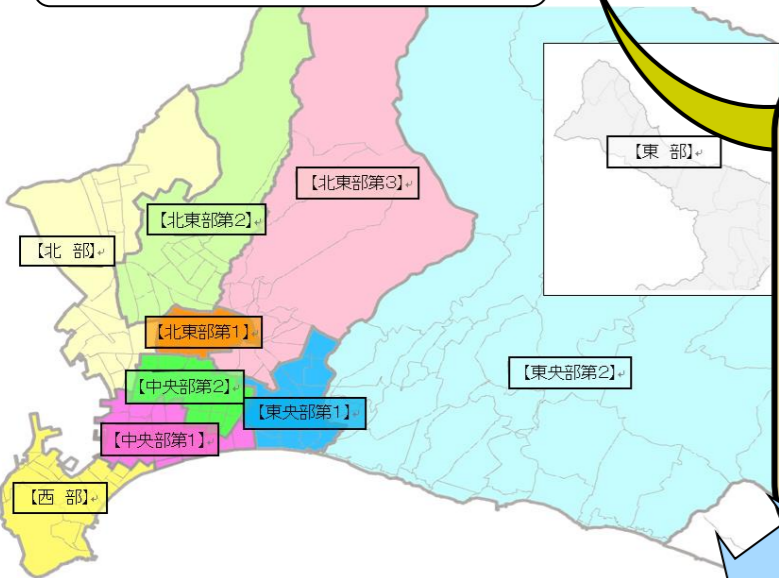 【東 部】
【北東部第3】
【北東部第2】
【北 部】
【北東部第1】
【東央部第2】
【中央部第2】
【東央部第1】
【中央部第1】
【西 部】